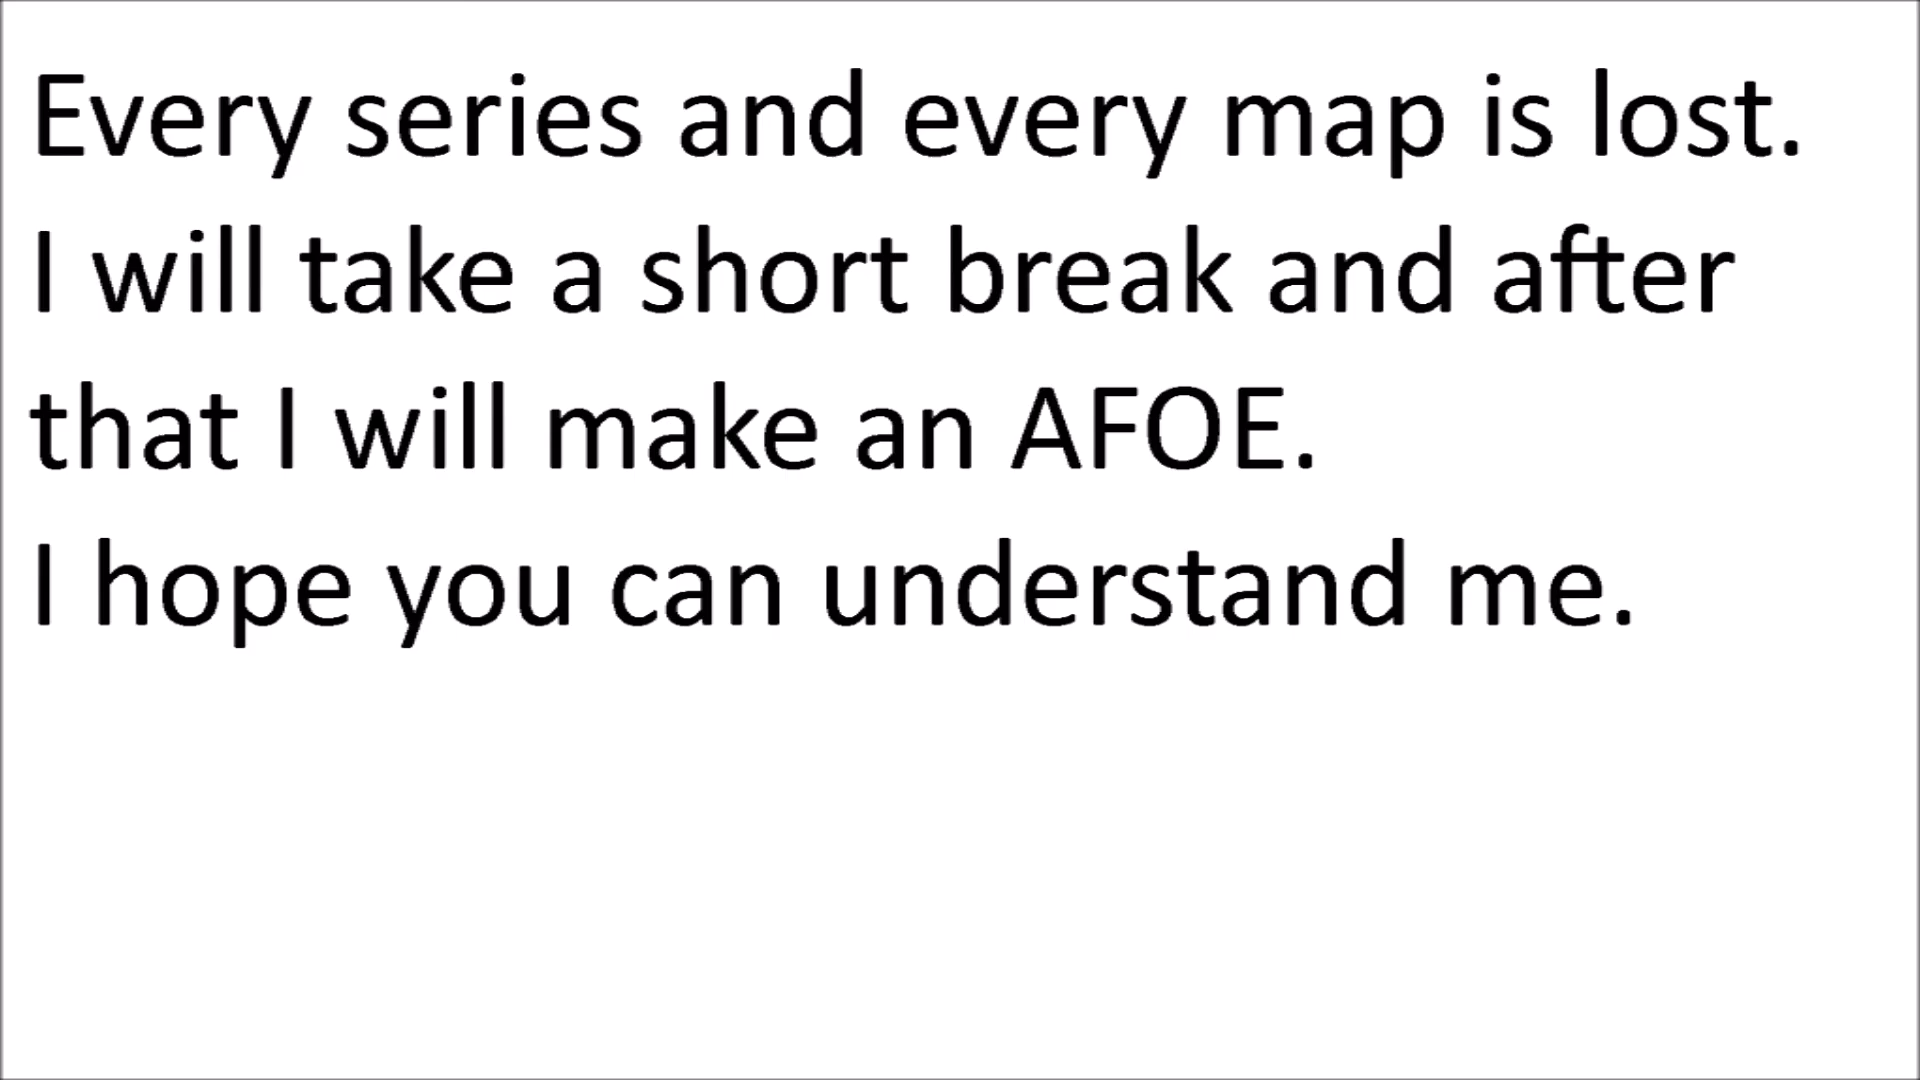 Every series and every map is lost.
I will take a short break and after
that I will make an AFOE.
I hope you can understand me.